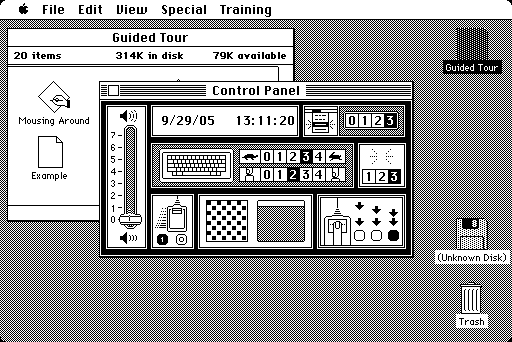 File Edit View Special Training
Guided Tour
20 items 314K in disk 79K available
Control Panel
Mousing Around
Example
7
6
5
4
3
2
1
0
9/29/05 13:11:20
0 1 2 3
0 1 2 3 4
0 1 2 3 4
1 2 3
1 0
Guided Tour
(Unknown Disk)
Trash